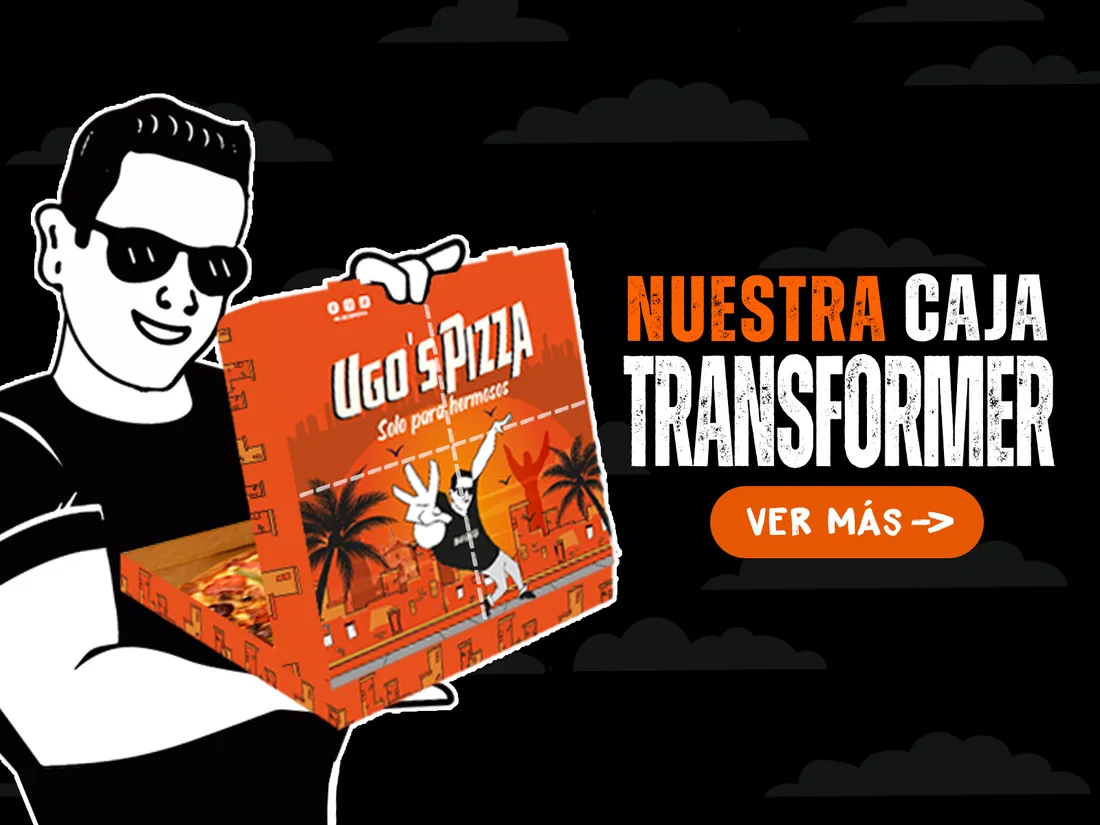 UGO'S PIZZA
Solo para hermosos
NUESTRA CAJA
TRANSFORMER
VER MÁS ->